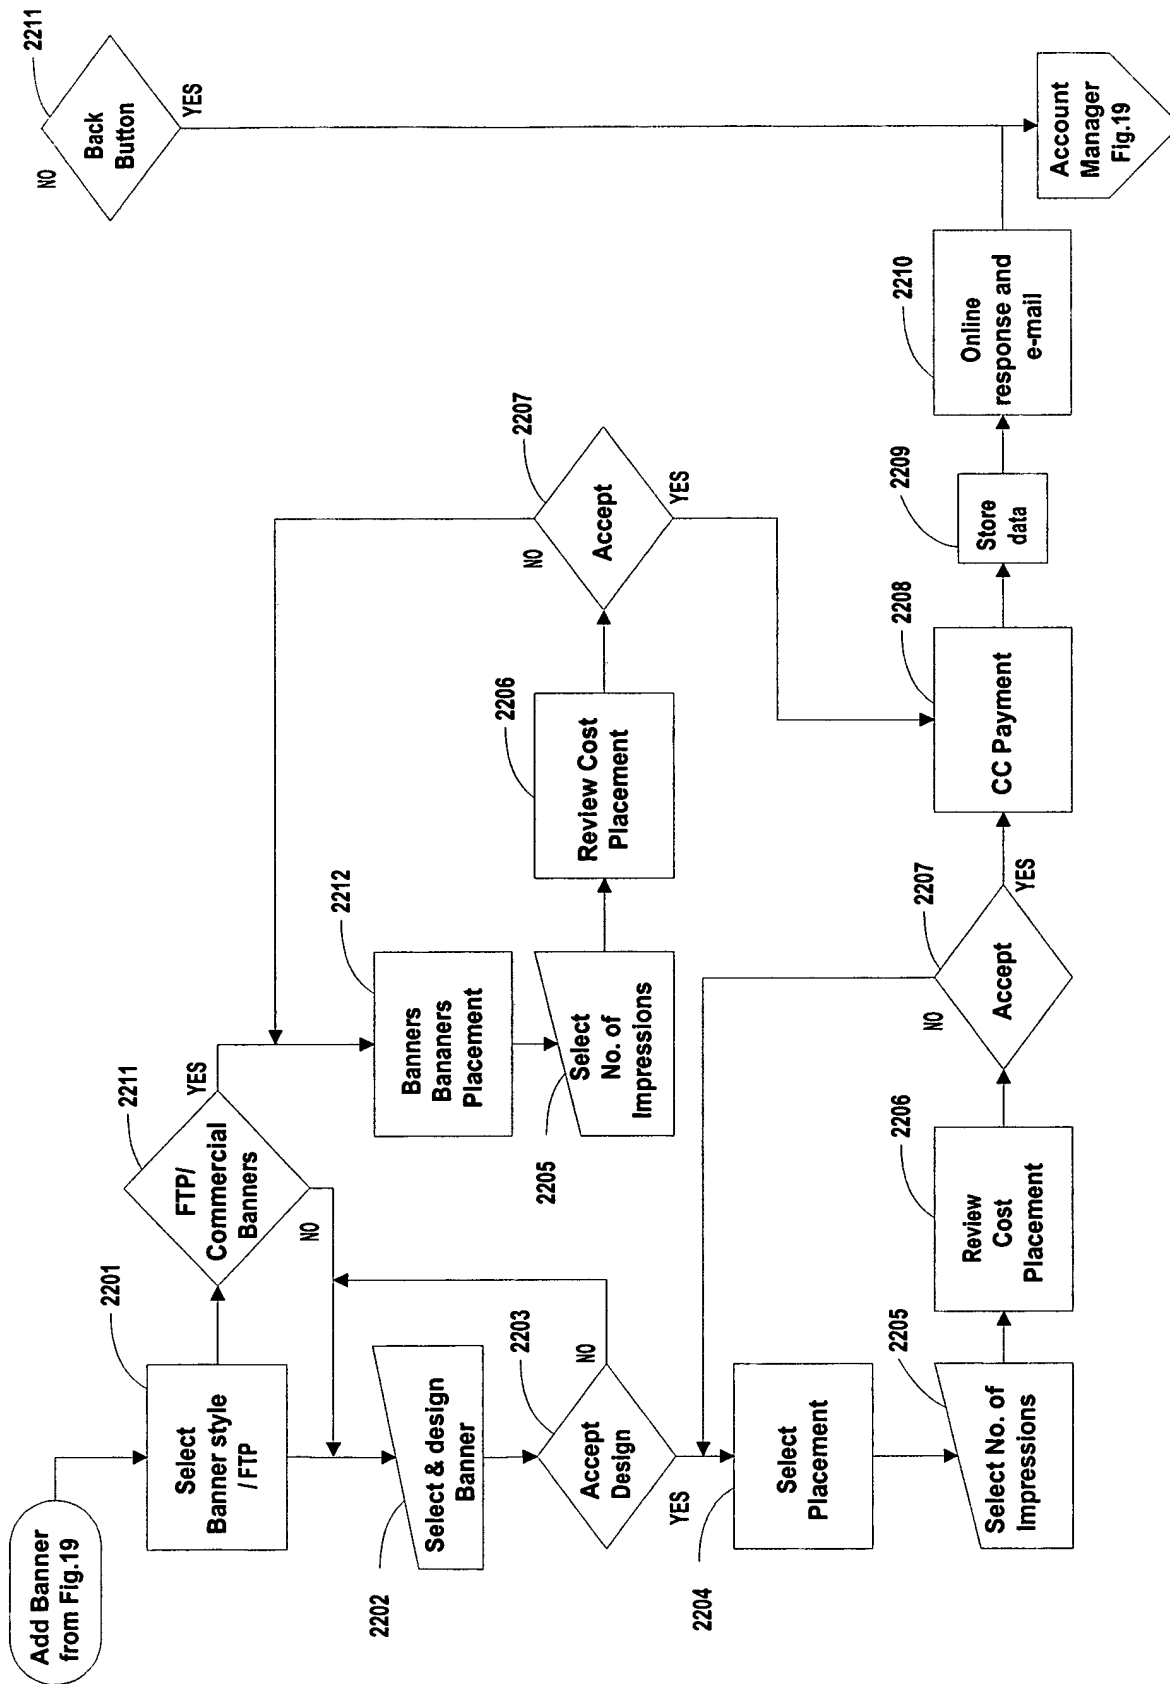 Add Banner
from Fig.19
2201
Select
Banner style
/ FTP
2211
FTP/
Commercial
Banners
YES
NO
2202
Select & design
Banner
2203
Accept
Design
NO
YES
2204
Select
Placement
2205
Select No. of
Impressions
2206
Review
Cost
Placement
2207
Accept
NO
YES
2212
Banners
Bananers
Placement
2205
Select
No. of
Impressions
2206
Review Cost
Placement
2207
Accept
NO
YES
2208
CC Payment
2209
Store
data
2210
Online
response and
e-mail
2211
Back
Button
NO
YES
Account
Manager
Fig.19